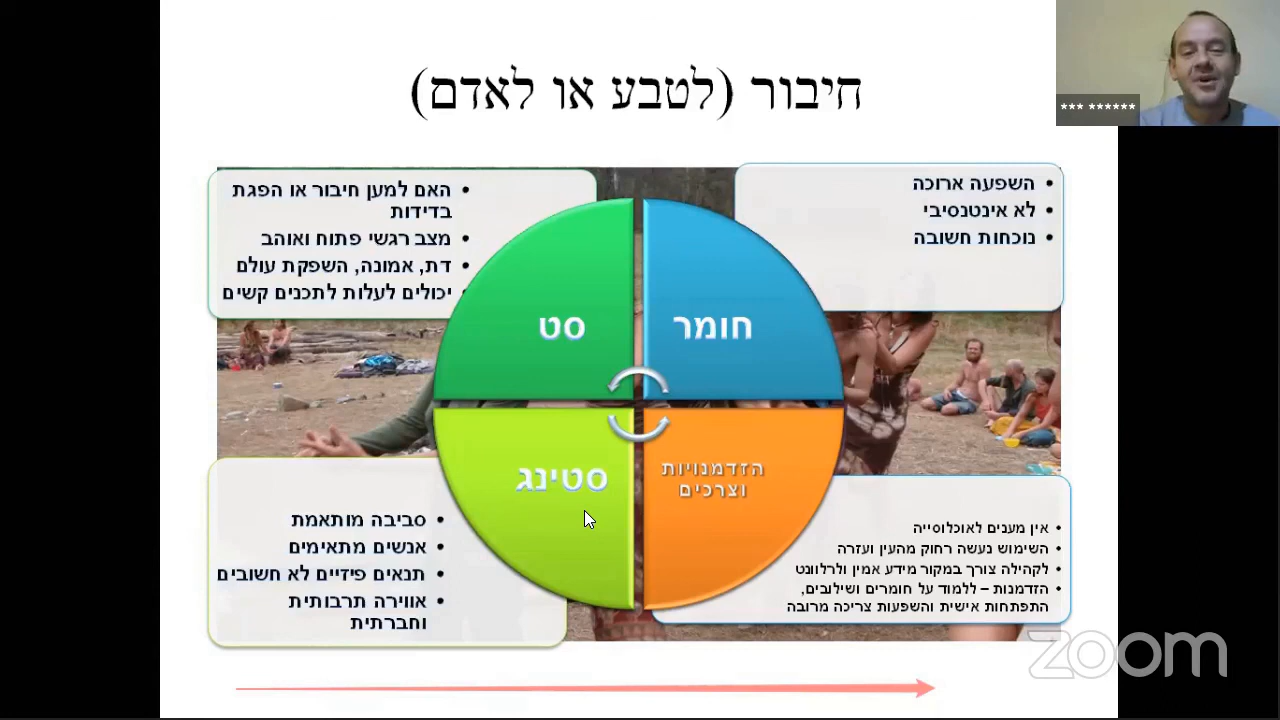 חיבור (לטבע או לאדם)
*** ******
השפעה ארוכה
לא אינטנסיבי
נוכחות חשובה
האם למען חיבור או הפגת
בדידות
מצב רגשי פתוח ואוהב
דת, אמונה, השפקת עולם
יכולים לעלות לתכנים קשים
חומר
סט
הזדמנויות
וצרכים
סטינג
אין מענים לאוכלוסייה
השימוש נעשה רחוק מהעין ועזרה
לקהילה צורך במקור מידע אמין ולרלוונט
הזדמנות – ללמוד על חומרים ושילובים,
התפתחות אישית והשפעות צריכה מרובה
סביבה מותאמת
אנשים מתאימים
תנאים פיזיים לא חשובים
אווירה תרבותית
וחברתית
zoom